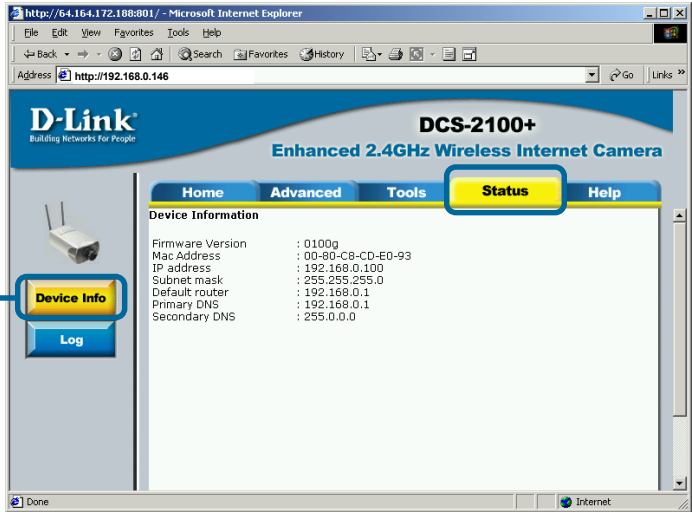 http://64.164.172.188:801/ - Microsoft Internet Explorer
File Edit View Favorites Tools Help
Back Search Favorites History
Address http://192.168.0.146 Go Links »
D-Link
Building Networks for People
DCS-2100+
Enhanced 2.4GHz Wireless Internet Camera
Home Advanced Tools Status Help
Device Information
Firmware Version : 0100g
Mac Address : 00-80-C8-CD-E0-93
IP address : 192.168.0.100
Subnet mask : 255.255.255.0
Default router : 192.168.0.1
Primary DNS : 192.168.0.1
Secondary DNS : 255.0.0.0
Device Info
Log
Done Internet